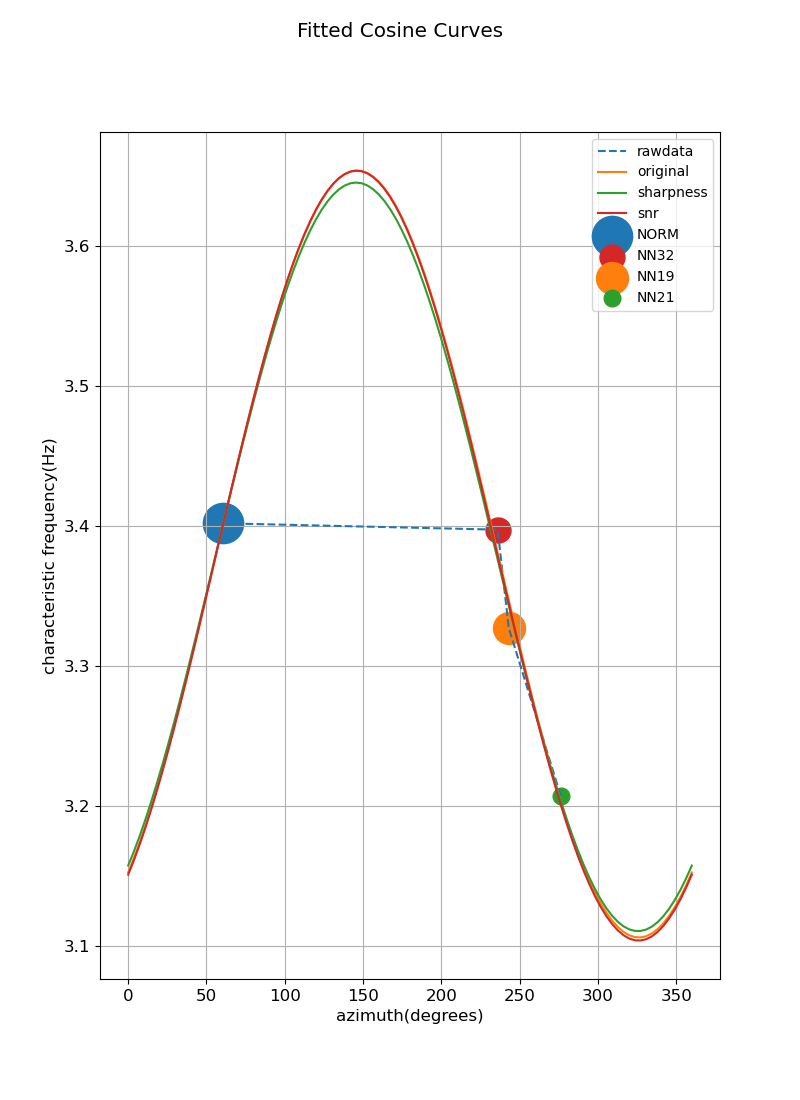 Fitted Cosine Curves
rawdata
original
sharpness
snr
NORM
NN32
NN19
NN21
characteristic frequency(Hz)
3.6
3.5
3.4
3.3
3.2
3.1
0 50 100 150 200 250 300 350
azimuth(degrees)